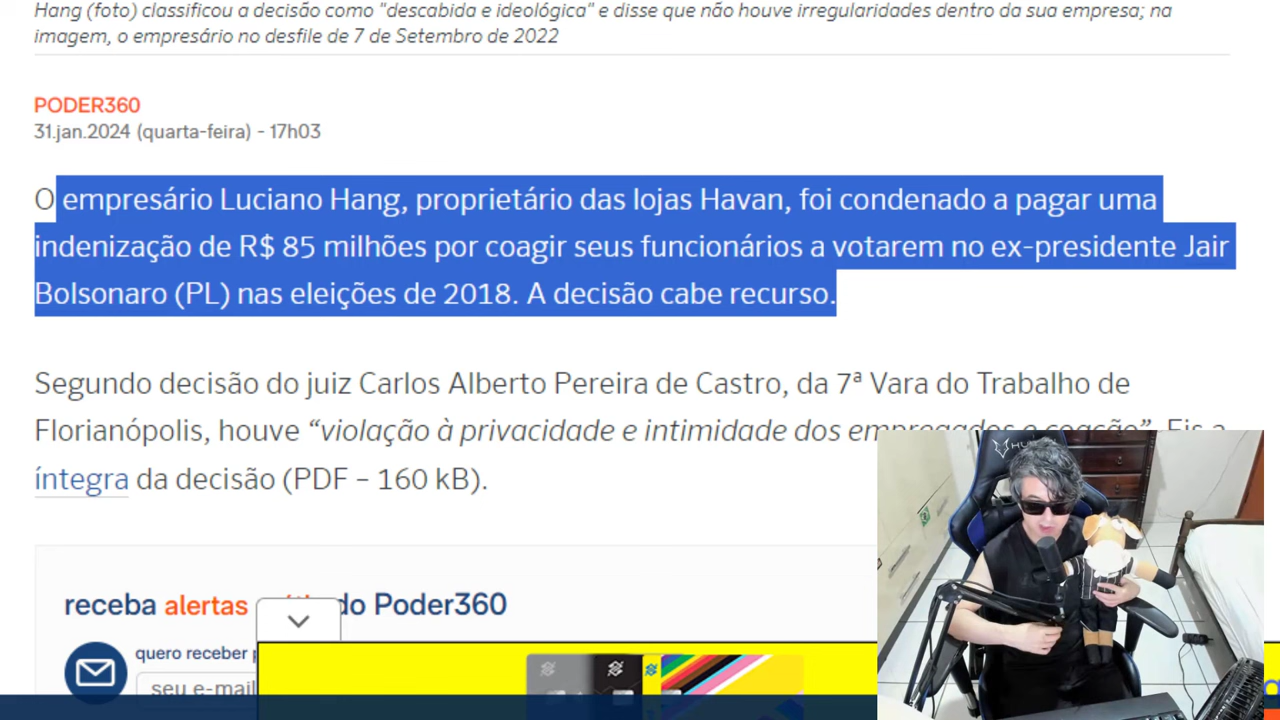 Hang (foto) classificou a decisão como "descabida e ideológica" e disse que não houve irregularidades dentro da sua empresa; na
imagem, o empresário no desfile de 7 de Setembro de 2022
PODER360
31.jan.2024 (quarta-feira) - 17h03
O empresário Luciano Hang, proprietário das lojas Havan, foi condenado a pagar uma
indenização de R$ 85 milhões por coagir seus funcionários a votarem no ex-presidente Jair
Bolsonaro (PL) nas eleições de 2018. A decisão cabe recurso.
Segundo decisão do juiz Carlos Alberto Pereira de Castro, da 7ª Vara do Trabalho de
Florianópolis, houve “violação à privacidade e intimidade dos empregados e coação”. Eis a
íntegra da decisão (PDF – 160 kB).
receba alertas do Poder360
quero receber
seu e-mail